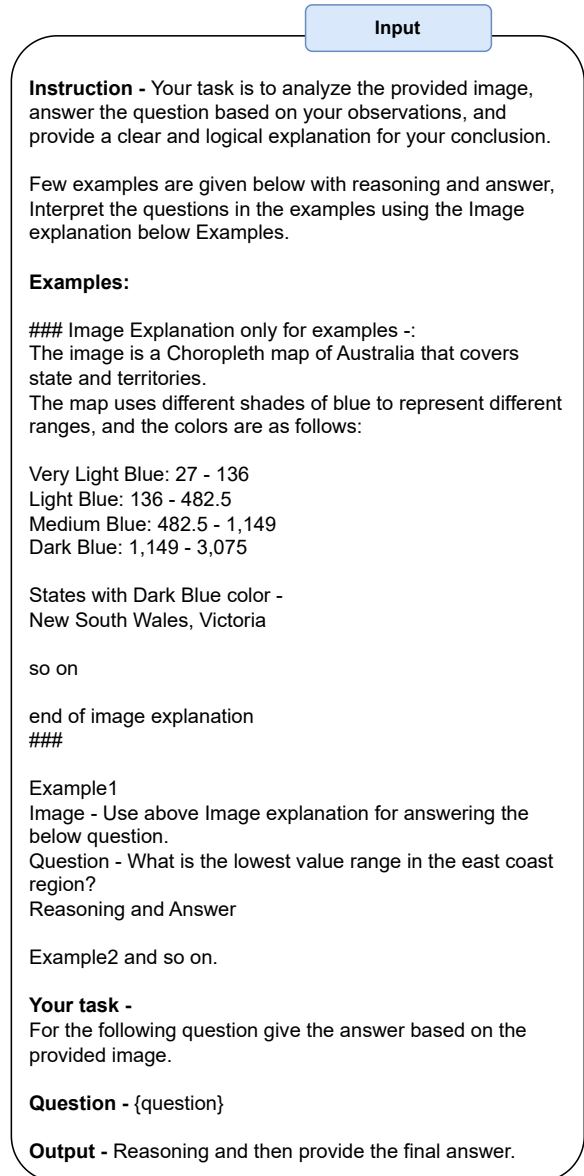 Input
Instruction - Your task is to analyze the provided image,
answer the question based on your observations, and
provide a clear and logical explanation for your conclusion.
Few examples are given below with reasoning and answer,
Interpret the questions in the examples using the Image
explanation below Examples.
Examples:
### Image Explanation only for examples -:
The image is a Choropleth map of Australia that covers
state and territories.
The map uses different shades of blue to represent different
ranges, and the colors are as follows:
Very Light Blue: 27 - 136
Light Blue: 136 - 482.5
Medium Blue: 482.5 - 1,149
Dark Blue: 1,149 - 3,075
States with Dark Blue color -
New South Wales, Victoria
so on
end of image explanation
###
Example1
Image - Use above Image explanation for answering the
below question.
Question - What is the lowest value range in the east coast
region?
Reasoning and Answer
Example2 and so on.
Your task -
For the following question give the answer based on the
provided image.
Question - {question}
Output - Reasoning and then provide the final answer.